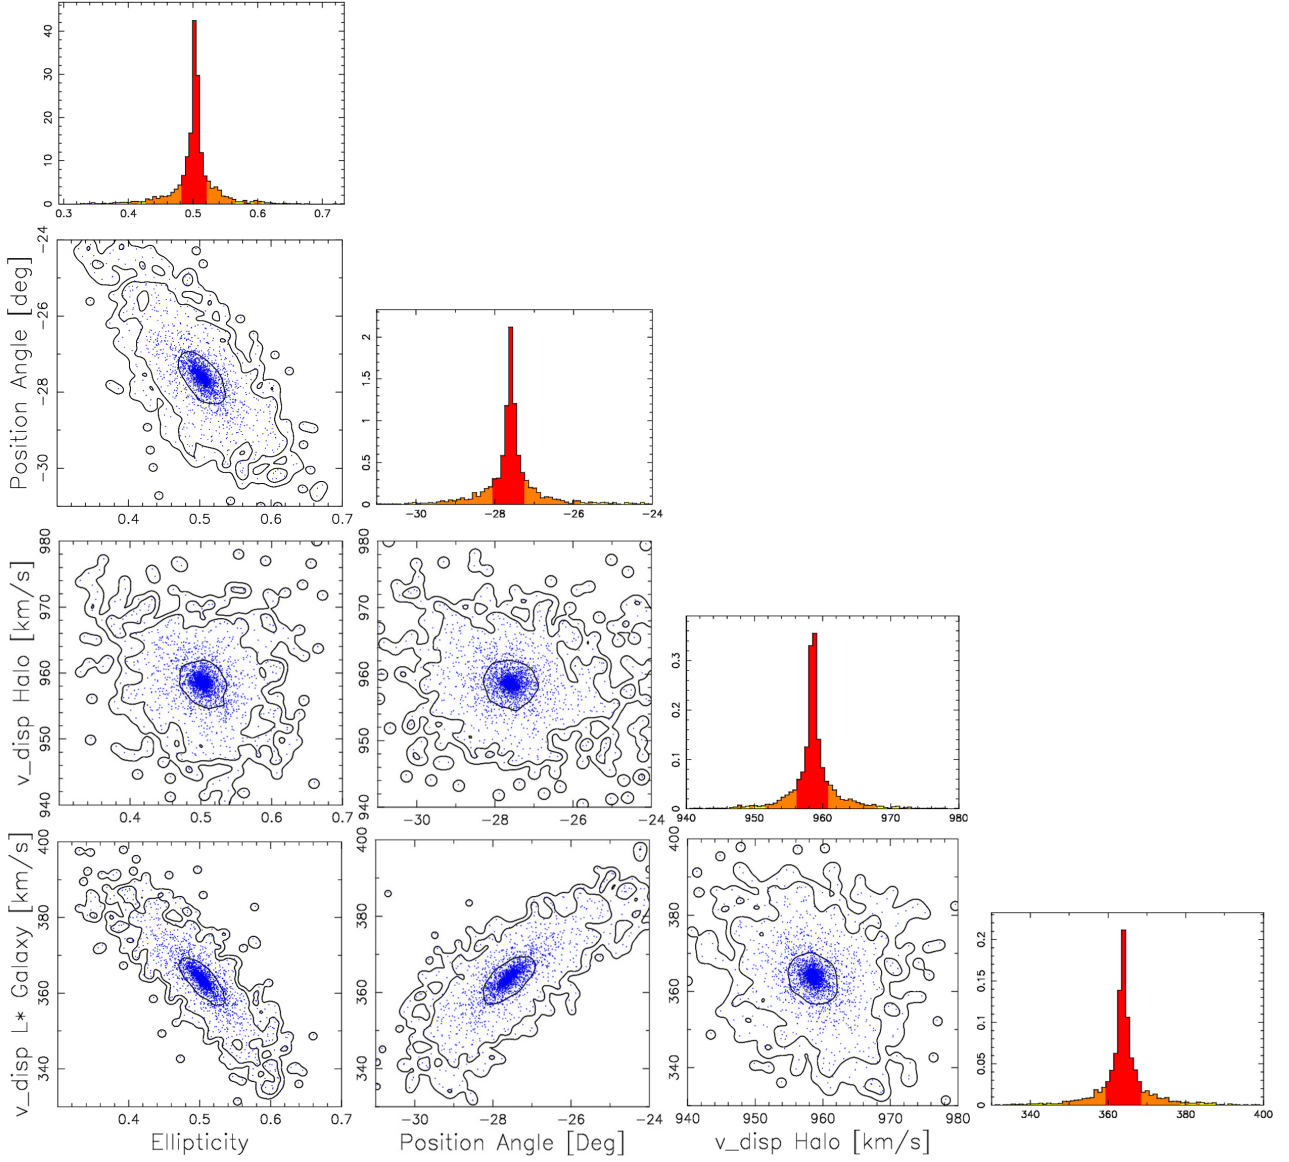 40
30
20
10
0
0.3 0.4 0.5 0.6 0.7
Position Angle [deg]
−24
−26
−28
−30
0.4 0.5 0.6 0.7
2
1.5
1
0.5
0
−30 −28 −26 −24
v_disp Halo [km/s]
980
970
960
950
940
0.4 0.5 0.6 0.7
980
970
960
950
940
−30 −28 −26 −24
0.3
0.2
0.1
0
940 950 960 970 980
v_disp L* Galaxy [km/s]
400
380
360
340
0.4 0.5 0.6 0.7
Ellipticity
400
380
360
340
−30 −28 −26 −24
Position Angle [Deg]
400
380
360
340
940 950 960 970 980
v_disp Halo [km/s]
0.2
0.15
0.1
0.05
0
340 360 380 400